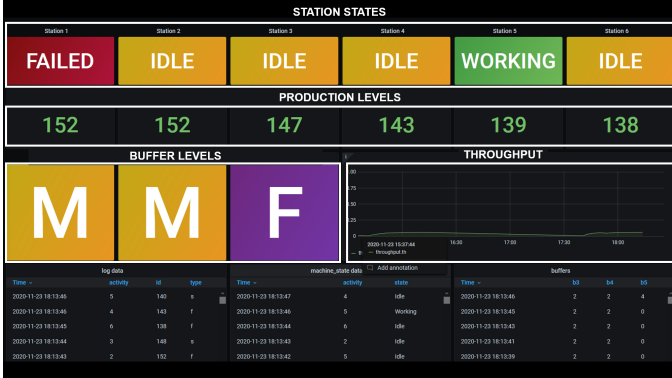 STATION STATES
Station 1 Station 2 Station 3 Station 4 Station 5 Station 6
FAILED IDLE IDLE IDLE WORKING IDLE
PRODUCTION LEVELS
152 152 147 143 139 138
BUFFER LEVELS
M M F
THROUGHPUT
.00
.75
.50
.25
0
16:30 17:00 17:30 18:00
2020-11-23 15:37:44
throughput.th
Add annotation
log data
Time activity id type
2020-11-23 18:13:46 5 140 s
2020-11-23 18:13:46 4 143 f
2020-11-23 18:13:45 6 138 f
2020-11-23 18:13:44 3 148 s
2020-11-23 18:13:43 2 152 f
machine_state data
Time activity state
2020-11-23 18:13:47 4 Idle
2020-11-23 18:13:46 5 Working
2020-11-23 18:13:44 6 Idle
2020-11-23 18:13:43 2 Idle
2020-11-23 18:13:42 5 Idle
buffers
Time b3 b4 b5
2020-11-23 18:13:46 2 2 4
2020-11-23 18:13:45 2 2 0
2020-11-23 18:13:43 2 2 0
2020-11-23 18:13:41 2 2 0
2020-11-23 18:13:39 2 2 0